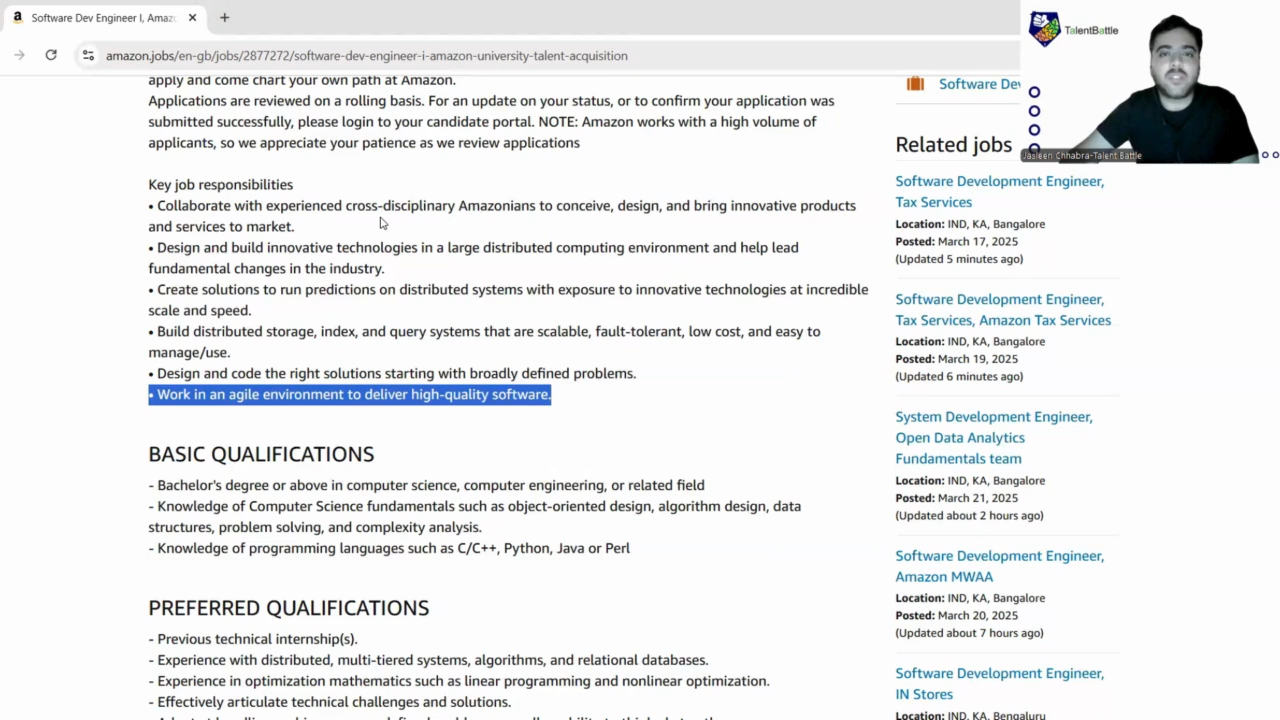 Software Dev Engineer I, Amaz
amazon.jobs/en-gb/jobs/2877272/software-dev-engineer-i-amazon-university-talent-acquisition
TalentBattle
Jasleen Chhabra-Talent Battle
apply and come chart your own path at Amazon.
Applications are reviewed on a rolling basis. For an update on your status, or to confirm your application was
submitted successfully, please login to your candidate portal. NOTE: Amazon works with a high volume of
applicants, so we appreciate your patience as we review applications
Key job responsibilities
• Collaborate with experienced cross-disciplinary Amazonians to conceive, design, and bring innovative products
and services to market.
• Design and build innovative technologies in a large distributed computing environment and help lead
fundamental changes in the industry.
• Create solutions to run predictions on distributed systems with exposure to innovative technologies at incredible
scale and speed.
• Build distributed storage, index, and query systems that are scalable, fault-tolerant, low cost, and easy to
manage/use.
• Design and code the right solutions starting with broadly defined problems.
• Work in an agile environment to deliver high-quality software.
BASIC QUALIFICATIONS
- Bachelor's degree or above in computer science, computer engineering, or related field
- Knowledge of Computer Science fundamentals such as object-oriented design, algorithm design, data
structures, problem solving, and complexity analysis.
- Knowledge of programming languages such as C/C++, Python, Java or Perl
PREFERRED QUALIFICATIONS
- Previous technical internship(s).
- Experience with distributed, multi-tiered systems, algorithms, and relational databases.
- Experience in optimization mathematics such as linear programming and nonlinear optimization.
- Effectively articulate technical challenges and solutions.
Software Dev
Related jobs
Software Development Engineer,
Tax Services
Location: IND, KA, Bangalore
Posted: March 17, 2025
(Updated 5 minutes ago)
Software Development Engineer,
Tax Services, Amazon Tax Services
Location: IND, KA, Bangalore
Posted: March 19, 2025
(Updated 6 minutes ago)
System Development Engineer,
Open Data Analytics
Fundamentals team
Location: IND, KA, Bangalore
Posted: March 21, 2025
(Updated about 2 hours ago)
Software Development Engineer,
Amazon MWAA
Location: IND, KA, Bangalore
Posted: March 20, 2025
(Updated about 7 hours ago)
Software Development Engineer,
IN Stores
Location: IND, KA, Bengaluru